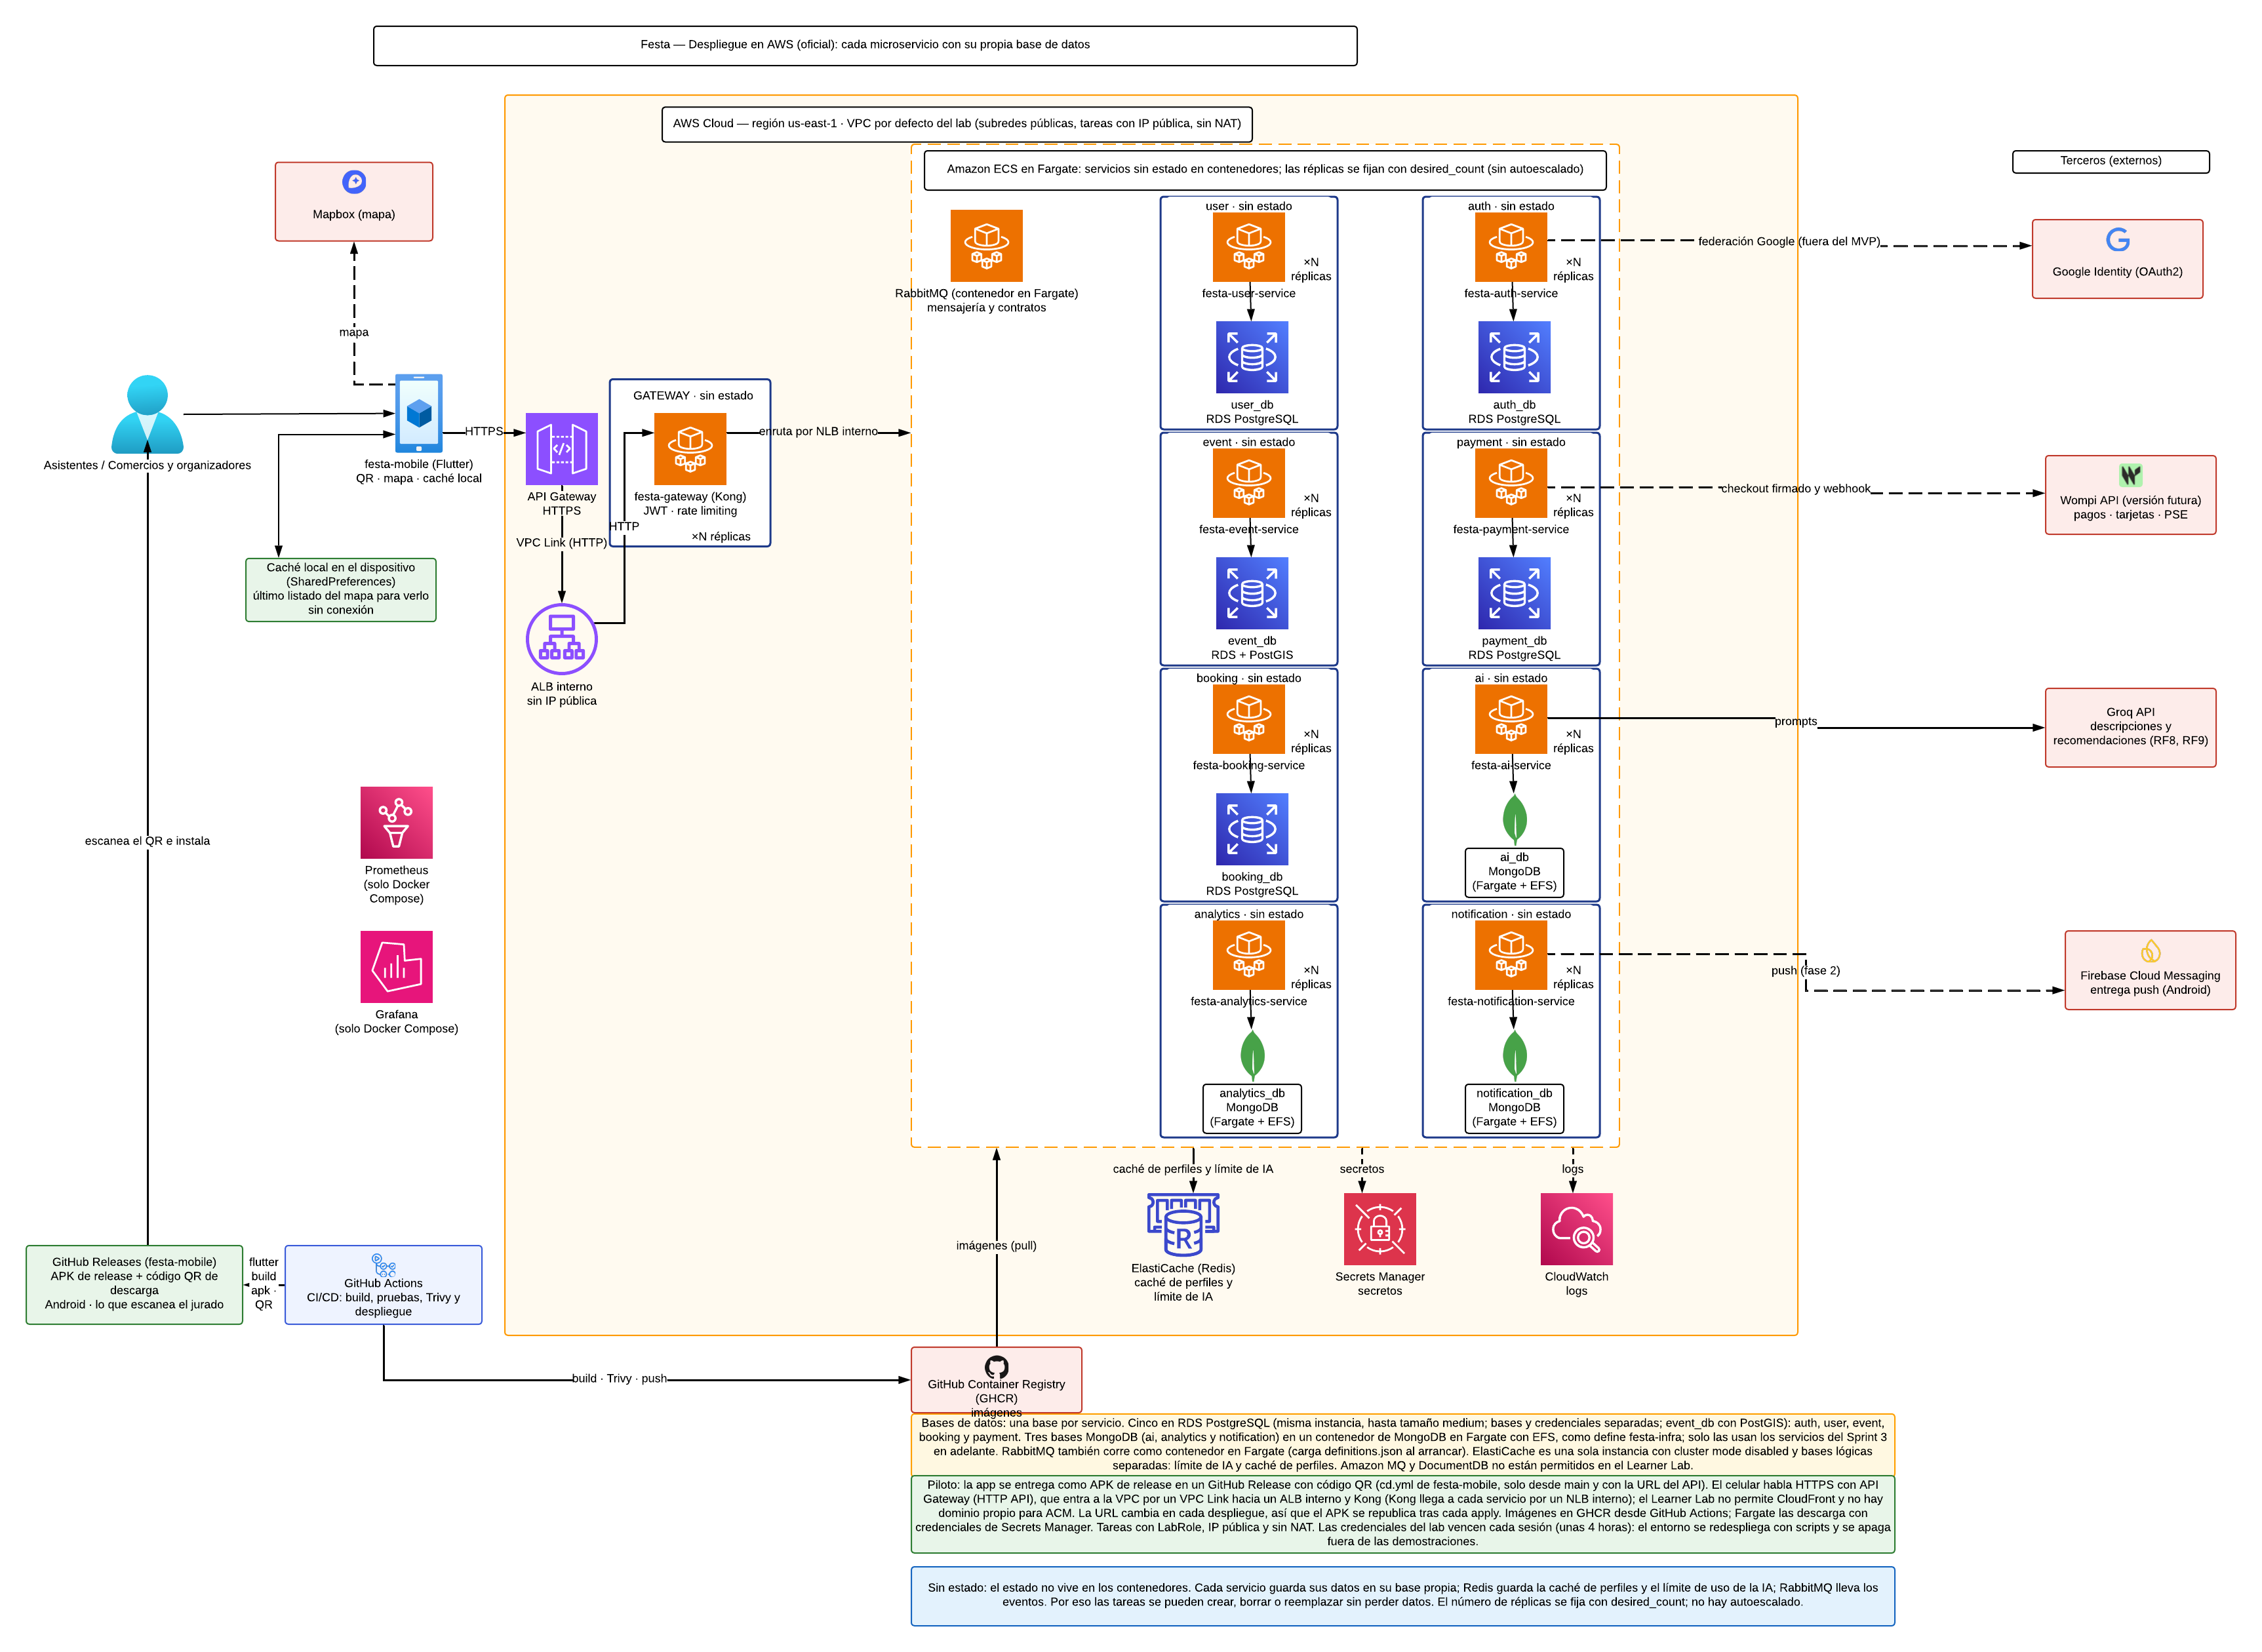 Festa — Despliegue en AWS (oficial): cada microservicio con su propia base de datos
AWS Cloud — región us-east-1 · VPC por defecto del lab (subredes públicas, tareas con IP pública, sin NAT)
Amazon ECS en Fargate: servicios sin estado en contenedores; las réplicas se fijan con desired_count (sin autoescalado)
Terceros (externos)
Mapbox (mapa)
mapa
Asistentes / Comercios y organizadores
festa-mobile (Flutter)
QR · mapa · caché local
HTTPS
Caché local en el dispositivo
(SharedPreferences)
último listado del mapa para verlo
sin conexión
API Gateway
HTTPS
VPC Link (HTTP)
ALB interno
sin IP pública
HTTP
GATEWAY · sin estado
festa-gateway (Kong)
JWT · rate limiting
×N réplicas
enruta por NLB interno
RabbitMQ (contenedor en Fargate)
mensajería y contratos
user · sin estado
×N
réplicas
festa-user-service
user_db
RDS PostgreSQL
auth · sin estado
×N
réplicas
festa-auth-service
auth_db
RDS PostgreSQL
federación Google (fuera del MVP)
Google Identity (OAuth2)
event · sin estado
×N
réplicas
festa-event-service
event_db
RDS + PostGIS
payment · sin estado
×N
réplicas
festa-payment-service
payment_db
RDS PostgreSQL
checkout firmado y webhook
Wompi API (versión futura)
pagos · tarjetas · PSE
booking · sin estado
×N
réplicas
festa-booking-service
booking_db
RDS PostgreSQL
ai · sin estado
×N
réplicas
festa-ai-service
ai_db
MongoDB
(Fargate + EFS)
prompts
Groq API
descripciones y
recomendaciones (RF8, RF9)
analytics · sin estado
×N
réplicas
festa-analytics-service
analytics_db
MongoDB
(Fargate + EFS)
notification · sin estado
×N
réplicas
festa-notification-service
notification_db
MongoDB
(Fargate + EFS)
push (fase 2)
Firebase Cloud Messaging
entrega push (Android)
escanea el QR e instala
Prometheus
(solo Docker
Compose)
Grafana
(solo Docker Compose)
caché de perfiles y límite de IA
secretos
logs
ElastiCache (Redis)
caché de perfiles y
límite de IA
Secrets Manager
secretos
CloudWatch
logs
imágenes (pull)
GitHub Releases (festa-mobile)
APK de release + código QR de
descarga
Android · lo que escanea el jurado
flutter
build
apk ·
QR
GitHub Actions
CI/CD: build, pruebas, Trivy y
despliegue
build · Trivy · push
GitHub Container Registry
(GHCR)
imágenes
Bases de datos: una base por servicio. Cinco en RDS PostgreSQL (misma instancia, hasta tamaño medium; bases y credenciales separadas; event_db con PostGIS): auth, user, event,
booking y payment. Tres bases MongoDB (ai, analytics y notification) en un contenedor de MongoDB en Fargate con EFS, como define festa-infra; solo las usan los servicios del Sprint 3
en adelante. RabbitMQ también corre como contenedor en Fargate (carga definitions.json al arrancar). ElastiCache es una sola instancia con cluster mode disabled y bases lógicas
separadas: límite de IA y caché de perfiles. Amazon MQ y DocumentDB no están permitidos en el Learner Lab.
Piloto: la app se entrega como APK de release en un GitHub Release con código QR (cd.yml de festa-mobile, solo desde main y con la URL del API). El celular habla HTTPS con API
Gateway (HTTP API), que entra a la VPC por un VPC Link hacia un ALB interno y Kong (Kong llega a cada servicio por un NLB interno); el Learner Lab no permite CloudFront y no hay
dominio propio para ACM. La URL cambia en cada despliegue, así que el APK se republica tras cada apply. Imágenes en GHCR desde GitHub Actions; Fargate las descarga con
credenciales de Secrets Manager. Tareas con LabRole, IP pública y sin NAT. Las credenciales del lab vencen cada sesión (unas 4 horas): el entorno se redespliega con scripts y se apaga
fuera de las demostraciones.
Sin estado: el estado no vive en los contenedores. Cada servicio guarda sus datos en su base propia; Redis guarda la caché de perfiles y el límite de uso de la IA; RabbitMQ lleva los
eventos. Por eso las tareas se pueden crear, borrar o reemplazar sin perder datos. El número de réplicas se fija con desired_count; no hay autoescalado.